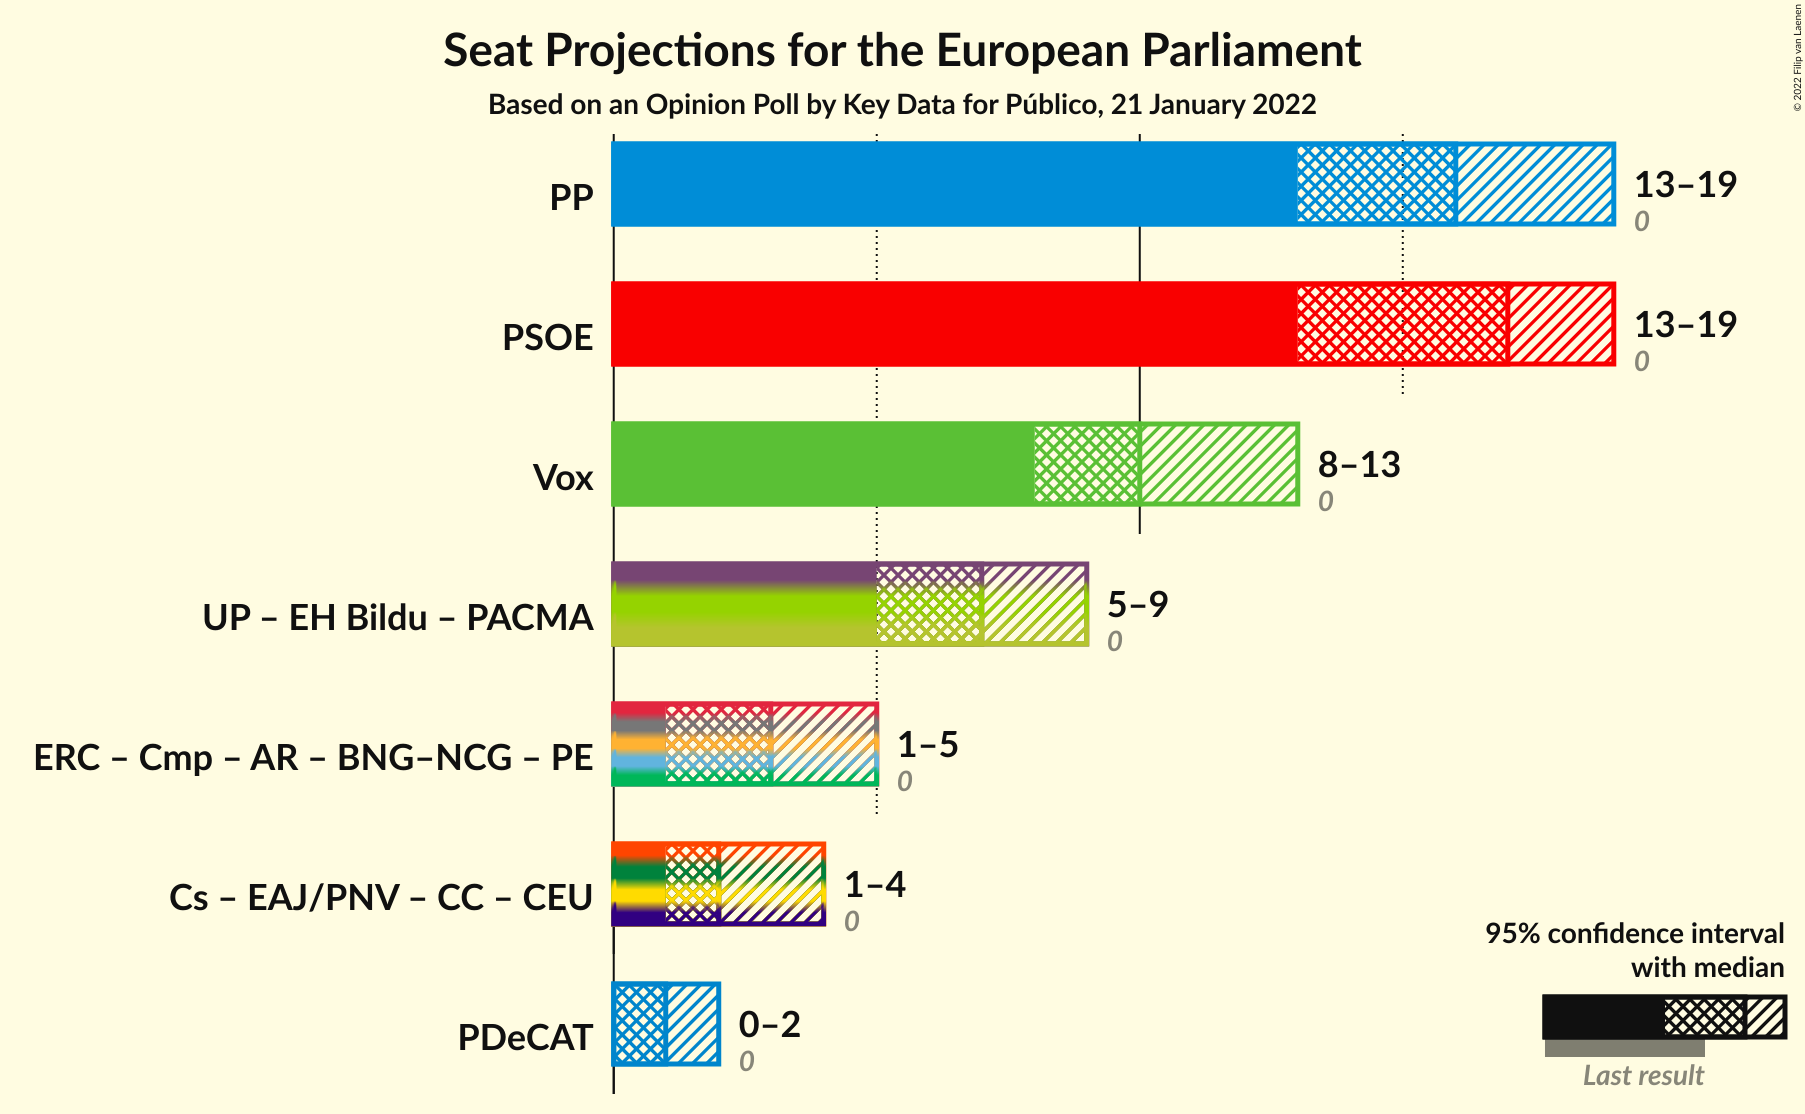 Seat Projections for the European Parliament
Based on an Opinion Poll by Key Data for Público, 21 January 2022
© 2022 Filip van Laenen
PP
13–19
0
PSOE
13–19
0
Vox
8–13
0
UP – EH Bildu – PACMA
5–9
0
ERC – Cmp – AR – BNG–NCG – PE
1–5
0
Cs – EAJ/PNV – CC – CEU
1–4
0
PDeCAT
0–2
0
95% confidence interval
with median
Last result